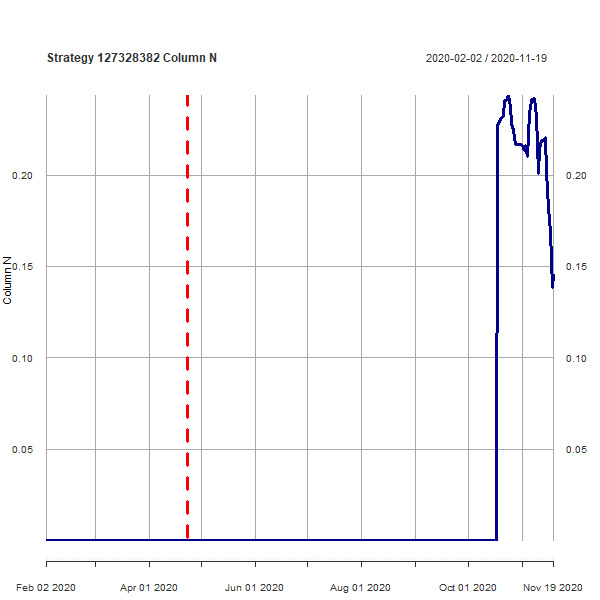 Strategy 127328382 Column N
2020-02-02 / 2020-11-19
0.20
0.15
0.10
0.05
Column N
0.20
0.15
0.10
0.05
Feb 02 2020
Apr 01 2020
Jun 01 2020
Aug 01 2020
Oct 01 2020
Nov 19 2020